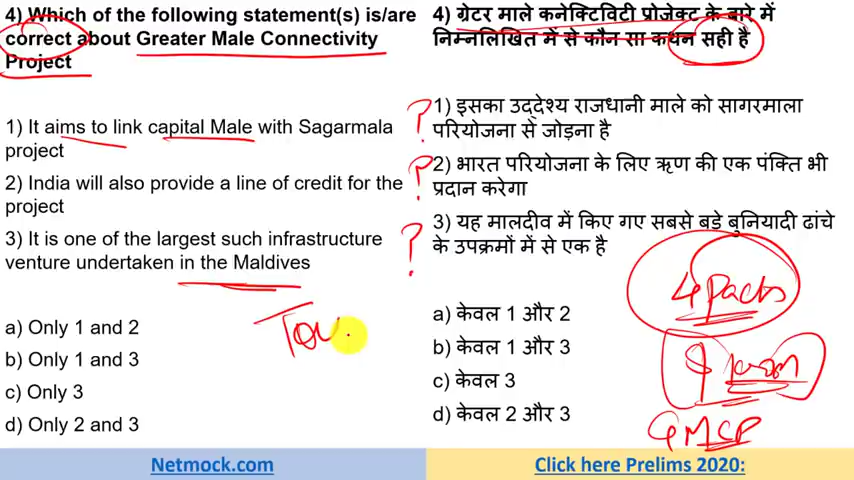 4) Which of the following statement(s) is/are
correct about Greater Male Connectivity
Project
1) It aims to link capital Male with Sagarmala
project
2) India will also provide a line of credit for the
project
3) It is one of the largest such infrastructure
venture undertaken in the Maldives
a) Only 1 and 2
b) Only 1 and 3
c) Only 3
d) Only 2 and 3
4) ग्रेटर माले कनेक्टिविटी प्रोजेक्ट के बारे में
निम्नलिखित में से कौन सा कथन सही है
1) इसका उद्देश्य राजधानी माले को सागरमाला
परियोजना से जोड़ना है
2) भारत परियोजना के लिए ऋण की एक पंक्ति भी
प्रदान करेगा
3) यह मालदीव में किए गए सबसे बड़े बुनियादी ढांचे
के उपक्रमों में से एक है
a) केवल 1 और 2
b) केवल 1 और 3
c) केवल 3
d) केवल 2 और 3
? ? ?
4 Pacts
GMCP
Tou
Netmock.com
Click here Prelims 2020: